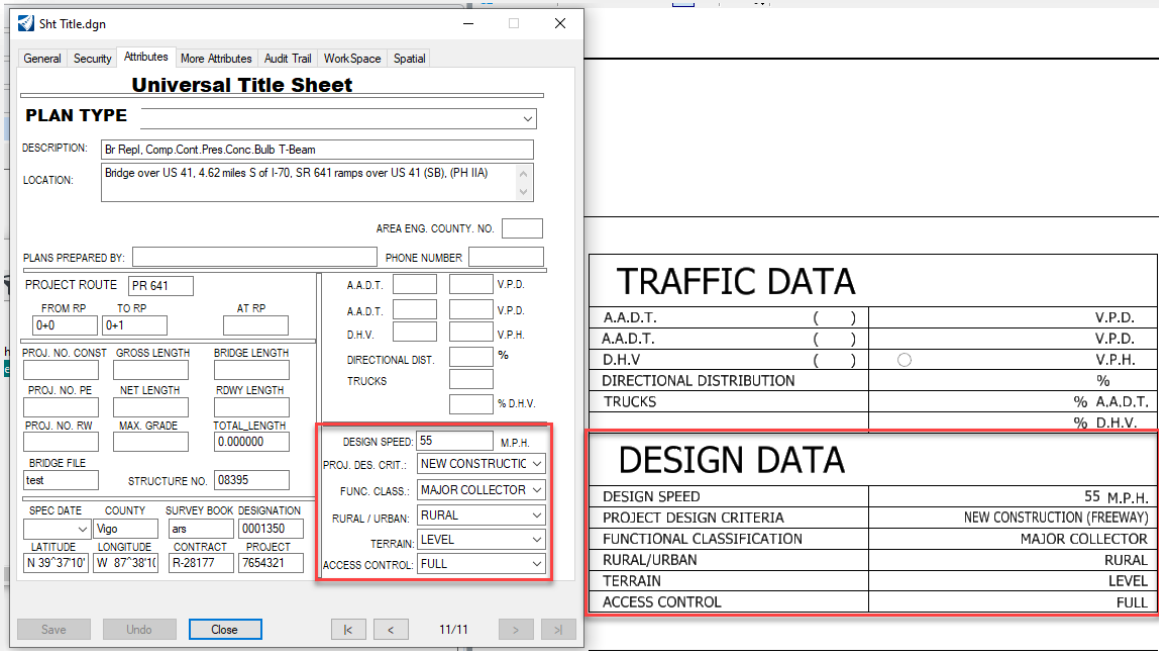 Sht Title.dgn
General Security Attributes More Attributes Audit Trail WorkSpace Spatial
Universal Title Sheet
PLAN TYPE
DESCRIPTION: Br Repl, Comp.Cont.Pres.Conc.Bulb T-Beam
LOCATION: Bridge over US 41, 4.62 miles S of I-70, SR 641 ramps over US 41 (SB), (PH IIA)
AREA ENG. COUNTY. NO.
PLANS PREPARED BY: PHONE NUMBER
PROJECT ROUTE PR 641
FROM RP TO RP AT RP
0+0 0+1
PROJ. NO. CONST GROSS LENGTH BRIDGE LENGTH
PROJ. NO. PE NET LENGTH RDWY LENGTH
PROJ. NO. RW MAX. GRADE TOTAL_LENGTH
0.000000
BRIDGE FILE
test STRUCTURE NO. 08395
SPEC DATE COUNTY SURVEY BOOK DESIGNATION
Vigo ars 0001350
LATITUDE LONGITUDE CONTRACT PROJECT
N 39^37'10' W 87^38'1( R-28177 7654321
A.A.D.T. V.P.D.
A.A.D.T. V.P.D.
D.H.V. V.P.H.
DIRECTIONAL DIST. %
TRUCKS
% D.H.V.
DESIGN SPEED: 55 M.P.H.
PROJ. DES. CRIT.: NEW CONSTRUCTIC
FUNC. CLASS.: MAJOR COLLECTOR
RURAL / URBAN: RURAL
TERRAIN: LEVEL
ACCESS CONTROL: FULL
Save Undo Close |< < 11/11 > >|
TRAFFIC DATA
A.A.D.T. ( ) V.P.D.
A.A.D.T. ( ) V.P.D.
D.H.V ( ) V.P.H.
DIRECTIONAL DISTRIBUTION %
TRUCKS % A.A.D.T.
% D.H.V.
DESIGN DATA
DESIGN SPEED 55 M.P.H.
PROJECT DESIGN CRITERIA NEW CONSTRUCTION (FREEWAY)
FUNCTIONAL CLASSIFICATION MAJOR COLLECTOR
RURAL/URBAN RURAL
TERRAIN LEVEL
ACCESS CONTROL FULL